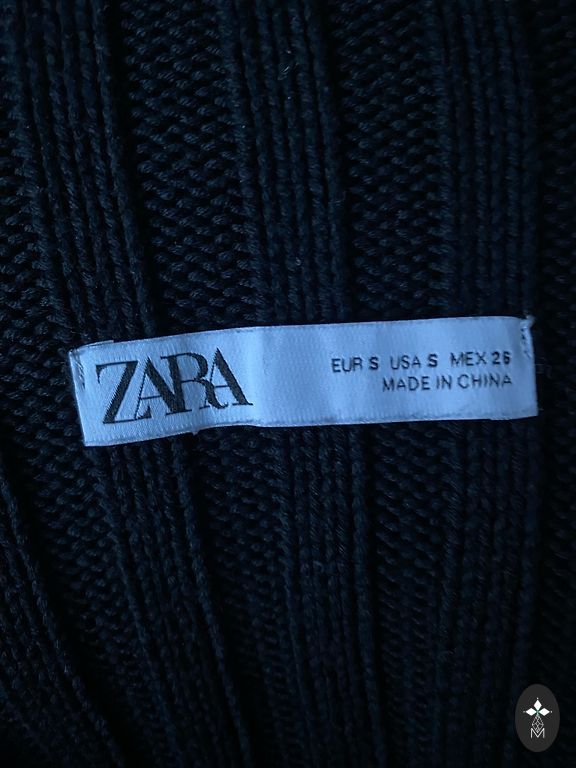 ZARA
EUR S USA S MEX 26
MADE IN CHINA
M